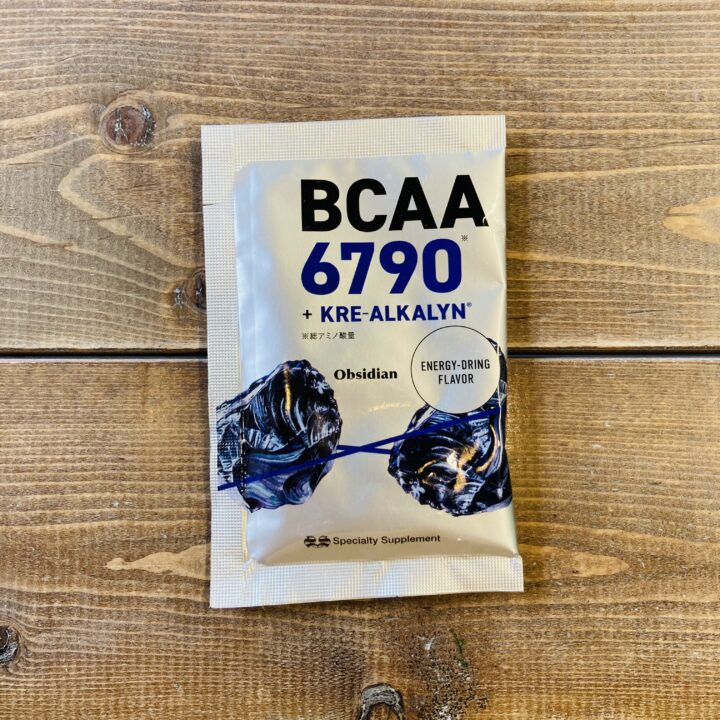 BCAA
6790※
+ KRE-ALKALYN®
※総アミノ酸量
Obsidian
ENERGY-DRING
FLAVOR
Specialty Supplement